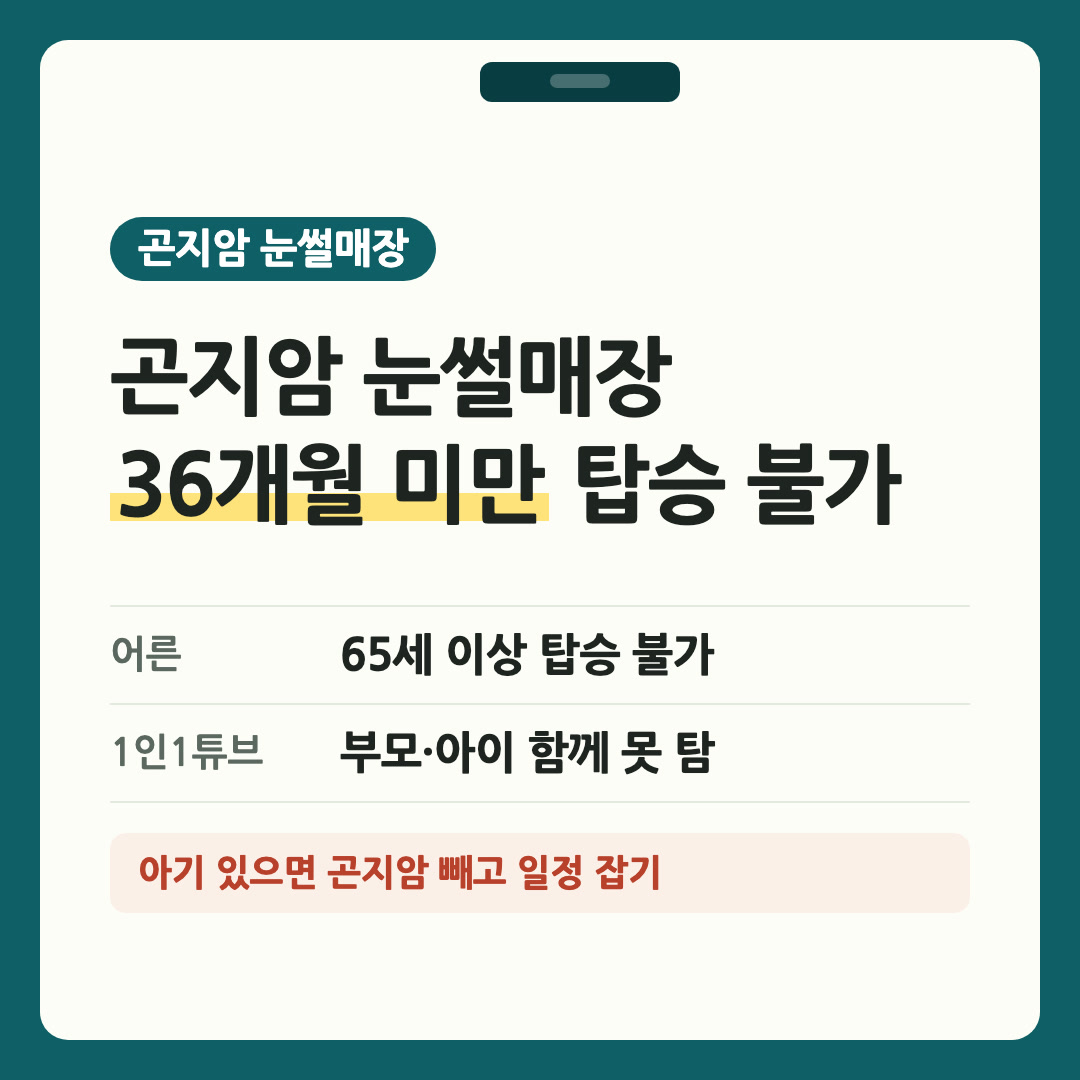 곤지암 눈썰매장
곤지암 눈썰매장
36개월 미만 탑승 불가
어른 65세 이상 탑승 불가
1인1튜브 부모·아이 함께 못 탐
아기 있으면 곤지암 빼고 일정 잡기